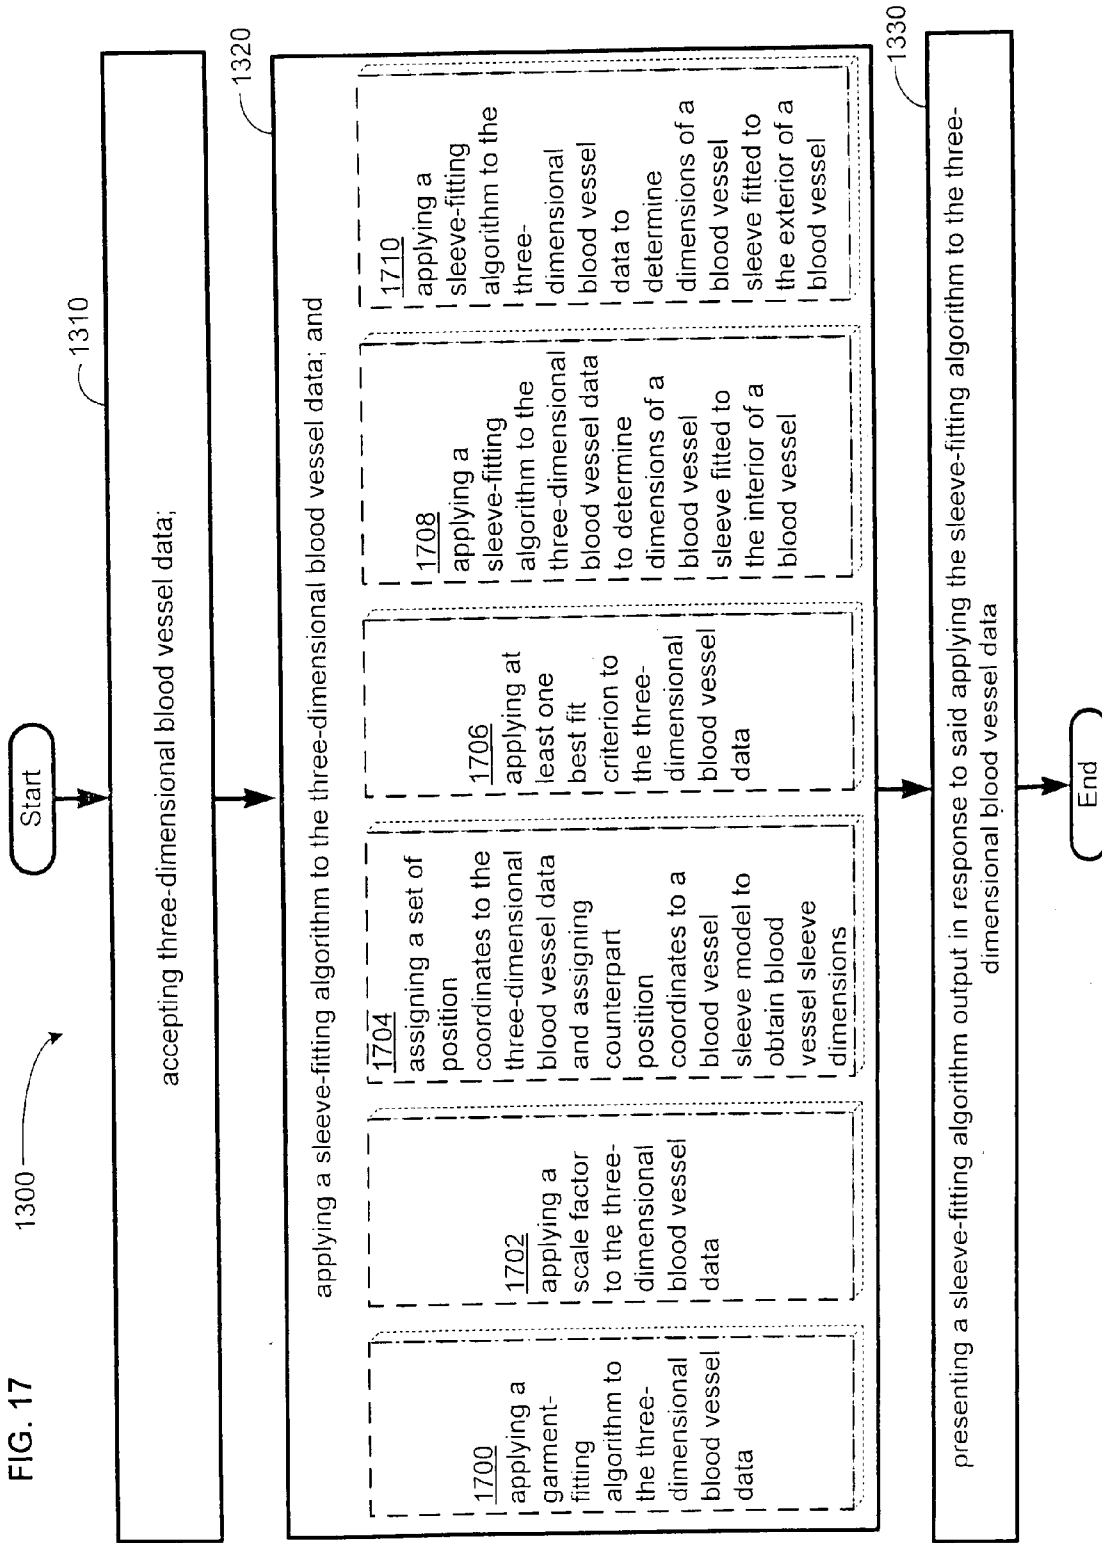 FIG. 17
1300
Start
1310
accepting three-dimensional blood vessel data;
1320
applying a sleeve-fitting algorithm to the three-dimensional blood vessel data; and
1700
applying a
garment-
fitting
algorithm to
the three-
dimensional
blood vessel
data
1702
applying a
scale factor
to the three-
dimensional
blood vessel
data
1704
assigning a set of
position
coordinates to the
three-dimensional
blood vessel data
and assigning
counterpart
position
coordinates to a
blood vessel
sleeve model to
obtain blood
vessel sleeve
dimensions
1706
applying at
least one
best fit
criterion to
the three-
dimensional
blood vessel
data
1708
applying a
sleeve-fitting
algorithm to the
three-dimensional
blood vessel data
to determine
dimensions of a
blood vessel
sleeve fitted to
the interior of a
blood vessel
1710
applying a
sleeve-fitting
algorithm to the
three-
dimensional
blood vessel
data to
determine
dimensions of a
blood vessel
sleeve fitted to
the exterior of a
blood vessel
1330
presenting a sleeve-fitting algorithm output in response to said applying the sleeve-fitting algorithm to the three-
dimensional blood vessel data
End